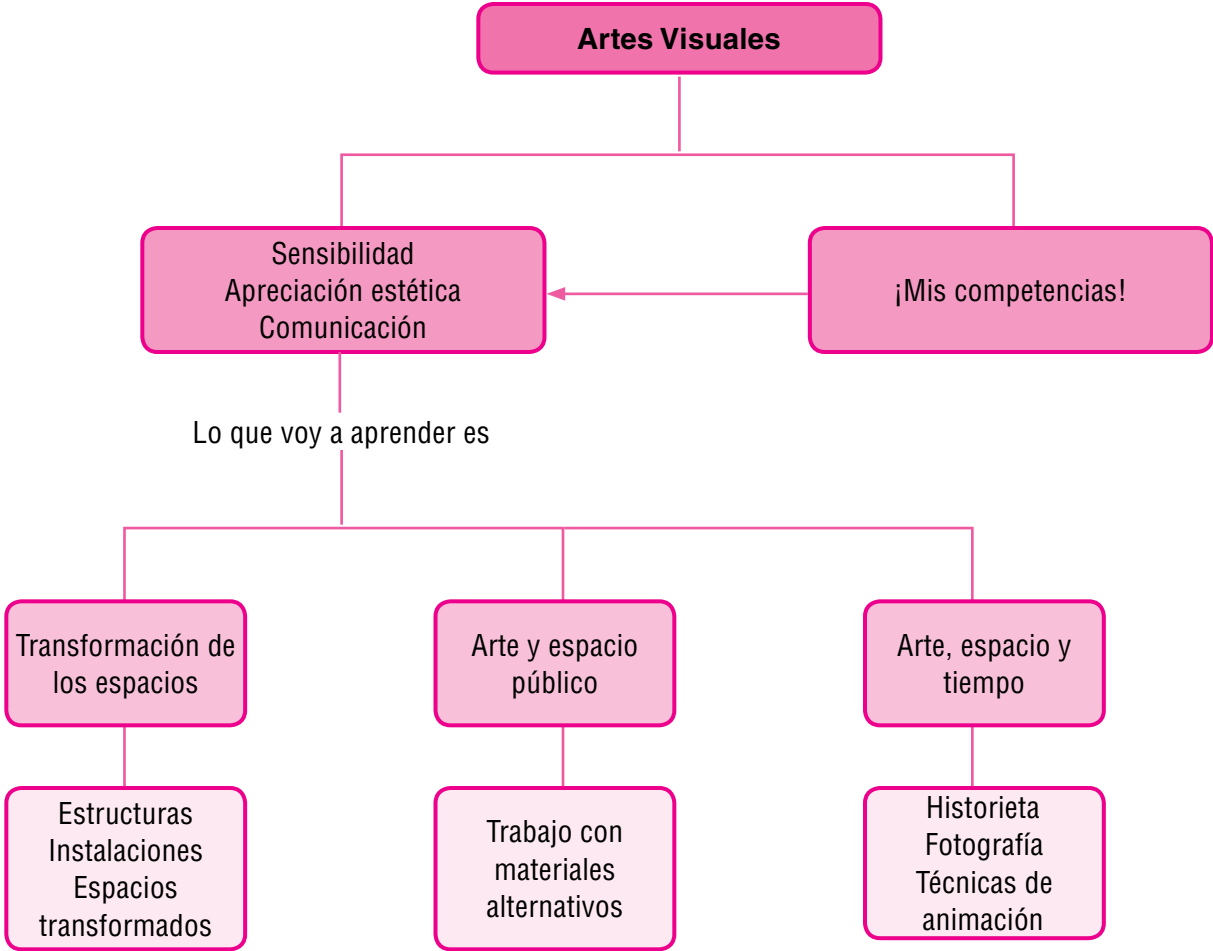 Artes Visuales
Sensibilidad
Apreciación estética
Comunicación
¡Mis competencias!
Lo que voy a aprender es
Transformación de
los espacios
Arte y espacio
público
Arte, espacio y
tiempo
Estructuras
Instalaciones
Espacios
transformados
Trabajo con
materiales
alternativos
Historieta
Fotografía
Técnicas de
animación